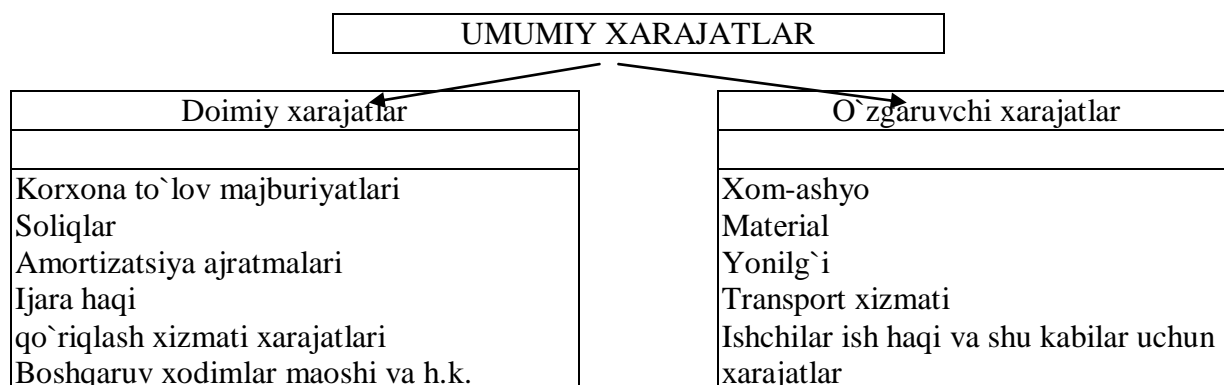 UMUMIY XARAJATLAR
Doimiy xarajatlar
Korxona to`lov majburiyatlari
Soliqlar
Amortizatsiya ajratmalari
Ijara haqi
qo`riqlash xizmati xarajatlari
Boshqaruv xodimlar maoshi va h.k.
O`zgaruvchi xarajatlar
Xom-ashyo
Material
Yonilg`i
Transport xizmati
Ishchilar ish haqi va shu kabilar uchun
xarajatlar